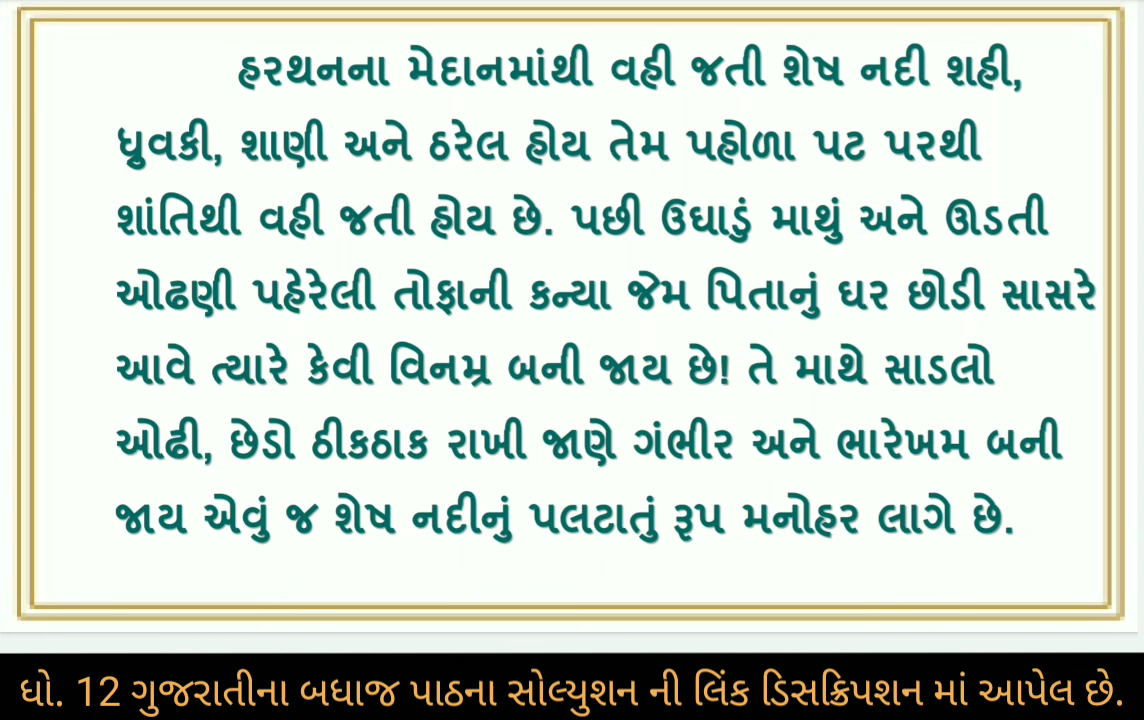 હરથનના મેદાનમાંથી વહી જતી શેષ નદી શહી,
ધ્રુવકી, શાણી અને ઠરેલ હોય તેમ પહોળા પટ પરથી
શાંતિથી વહી જતી હોય છે. પછી ઉઘાડું માથું અને ઊડતી
ઓઢણી પહેરેલી તોફાની કન્યા જેમ પિતાનું ઘર છોડી સાસરે
આવે ત્યારે કેવી વિનમ્ર બની જાય છે! તે માથે સાડલો
ઓઢી, છેડો ઠીકઠાક રાખી જાણે ગંભીર અને ભારેખમ બની
જાય એવું જ શેષ નદીનું પલટાતું રૂપ મનોહર લાગે છે.
ધો. 12 ગુજરાતીના બધાજ પાઠના સોલ્યુશન ની લિંક ડિસક્રિપશન માં આપેલ છે.